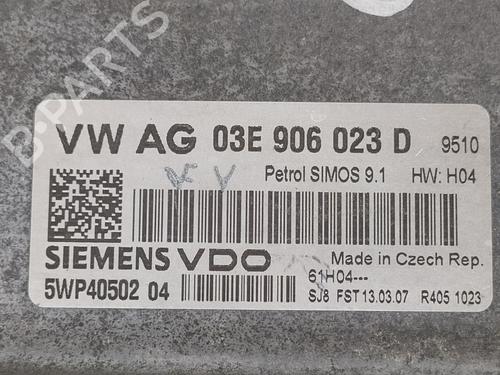 B-PARTS
VW AG 03E 906 023 D 9510
Petrol SIMOS 9.1 HW: H04
SIEMENS VDO Made in Czech Rep.
5WP40502 04 61H04---
SJ8 FST 13.03.07 R405 1023